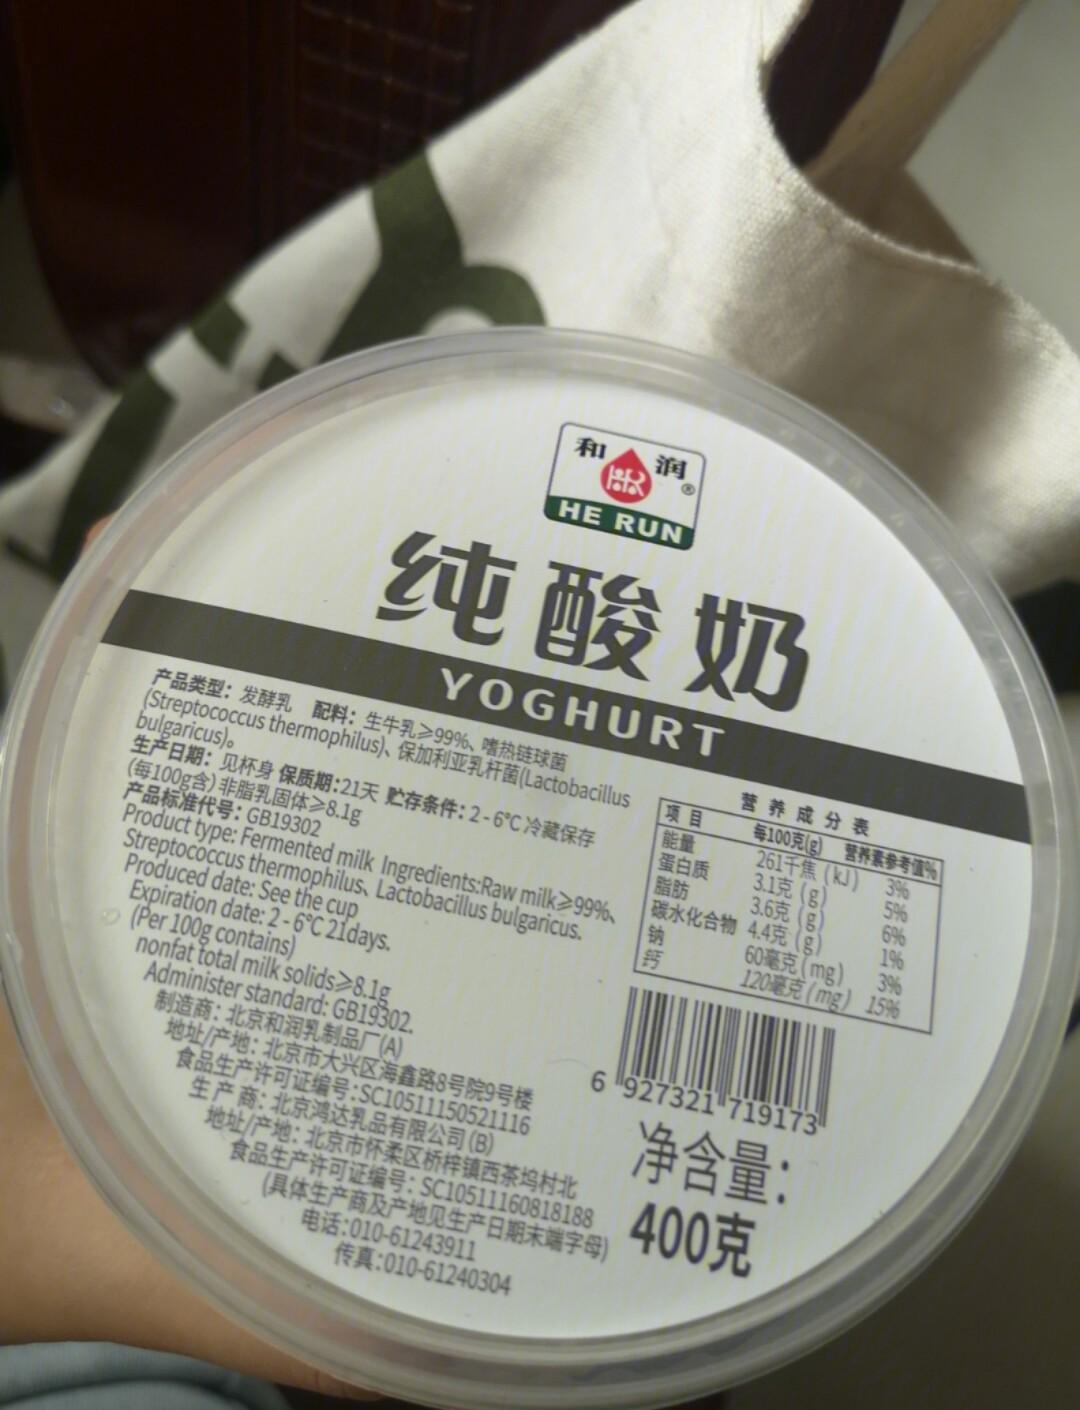 和润®
HE RUN
纯酸奶
YOGHURT
产品类型：发酵乳 配料：生牛乳≥99%、嗜热链球菌
(Streptococcus thermophilus)、保加利亚乳杆菌(Lactobacillus
bulgaricus)。
生产日期：见杯身 保质期：21天 贮存条件：2-6℃冷藏保存
(每100g含)非脂乳固体≥8.1g
产品标准代号：GB19302
Product type: Fermented milk Ingredients:Raw milk≥99%、
Streptococcus thermophilus、Lactobacillus bulgaricus.
Produced date: See the cup
Expiration date: 2-6℃ 21days.
(Per 100g contains)
nonfat total milk solids≥8.1g
Administer standard: GB19302.
制造商：北京和润乳制品厂(A)
地址/产地：北京市大兴区海鑫路8号院9号楼
食品生产许可证编号：SC10511150521116
生产商：北京鸿达乳品有限公司(B)
地址/产地：北京市怀柔区桥梓镇西茶坞村北
食品生产许可证编号：SC10511160818188
(具体生产商及产地见生产日期末端字母)
电话：010-61243911
传真：010-61240304
营养成分表
项目 每100克(g) 营养素参考值%
能量 261千焦(kJ) 3%
蛋白质 3.1克(g) 5%
脂肪 3.6克(g) 6%
碳水化合物 4.4克(g) 1%
钠 60毫克(mg) 3%
钙 120毫克(mg) 15%
6 927321 719173
净含量：
400克